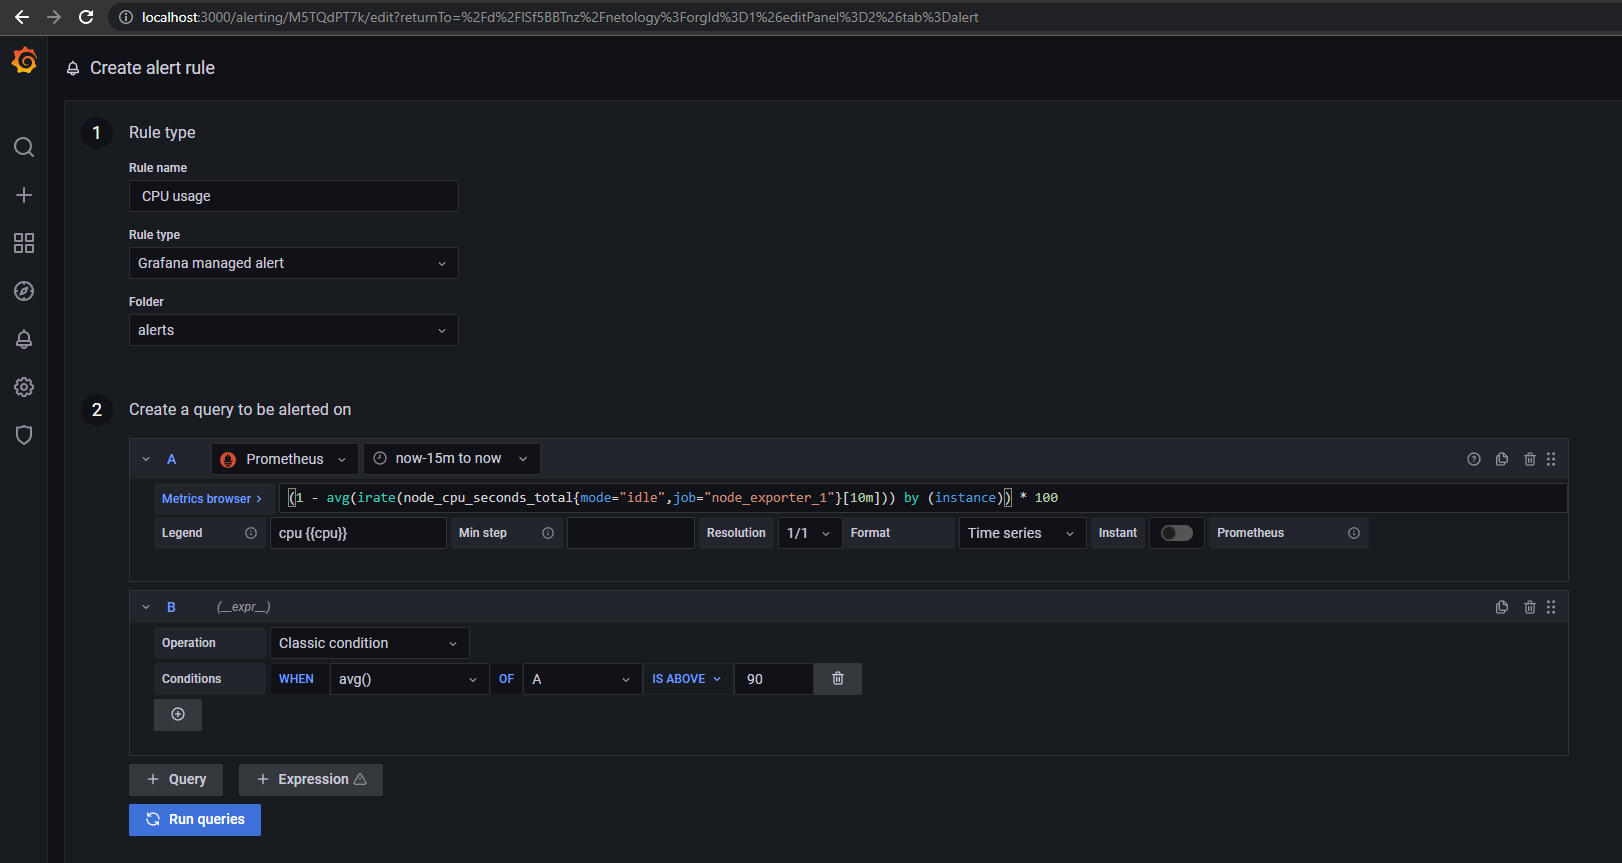 localhost:3000/alerting/M5TQdPT7k/edit?returnTo=%2Fd%2FISf5BBTnz%2Fnetology%3ForgId%3D1%26editPanel%3D2%26tab%3Dalert
Create alert rule
1 Rule type
Rule name
CPU usage
Rule type
Grafana managed alert
Folder
alerts
2 Create a query to be alerted on
A Prometheus now-15m to now
Metrics browser > (1 - avg(irate(node_cpu_seconds_total{mode="idle",job="node_exporter_1"}[10m])) by (instance)) * 100
Legend cpu {{cpu}} Min step Resolution 1/1 Format Time series Instant Prometheus
B (__expr__)
Operation Classic condition
Conditions WHEN avg() OF A IS ABOVE 90
+ Query + Expression
Run queries